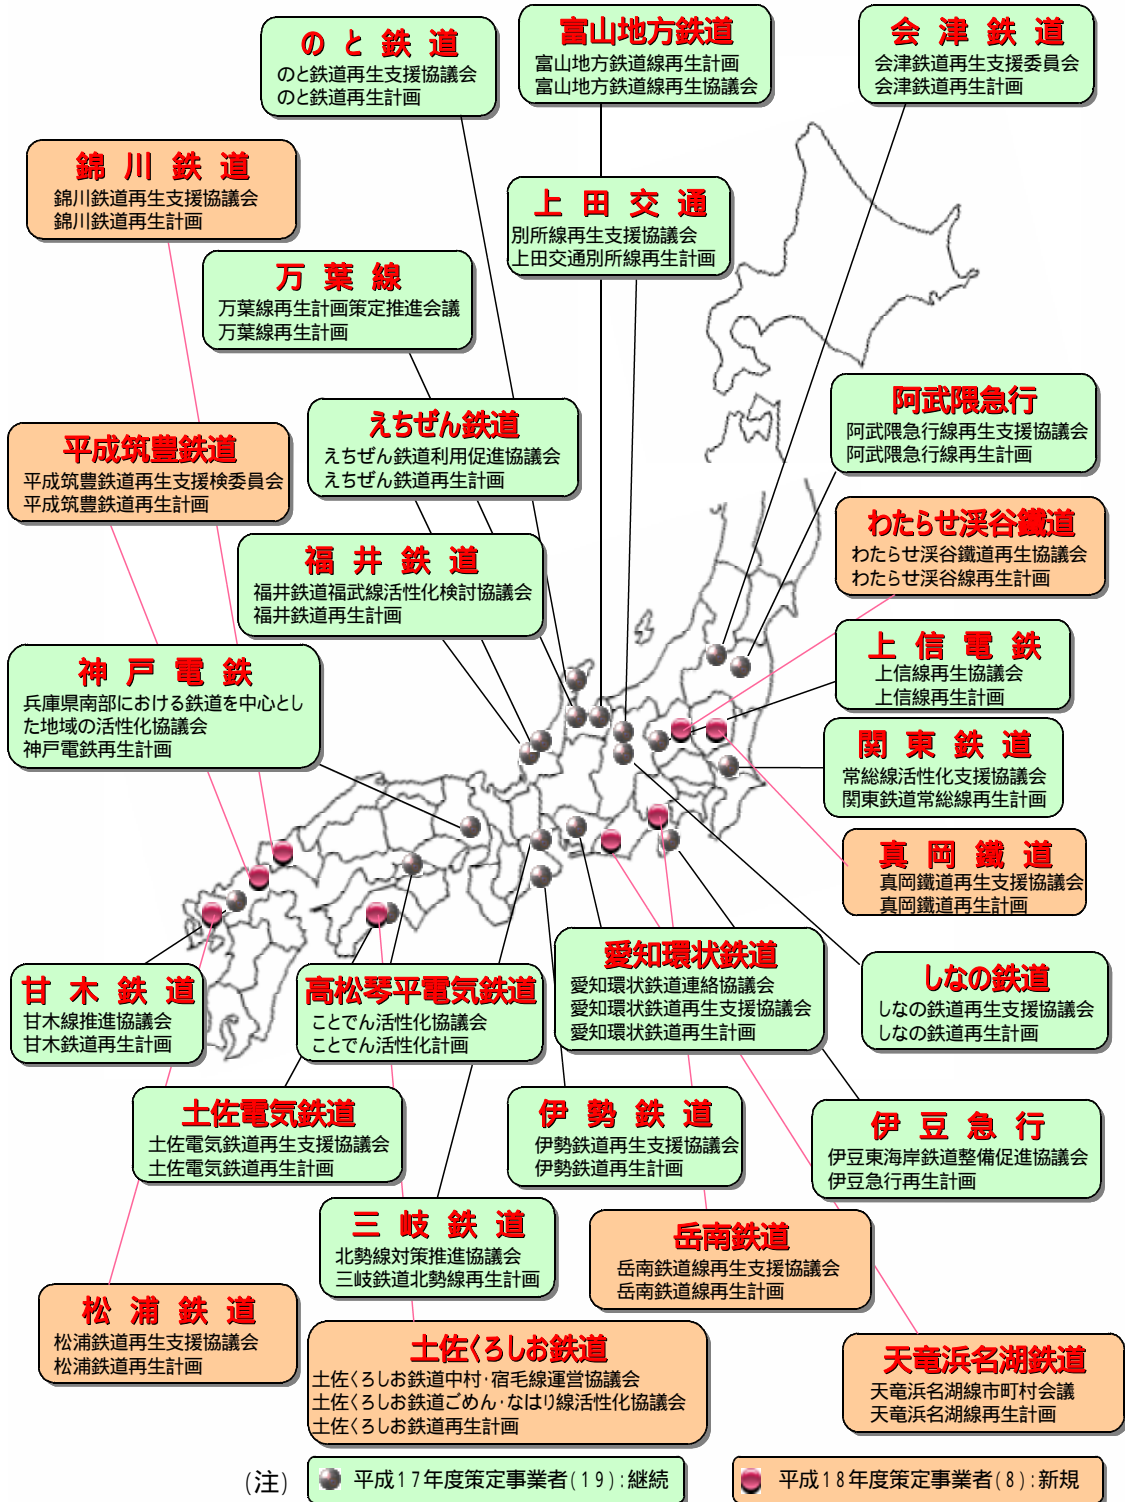 のと鉄道
のと鉄道再生支援協議会
のと鉄道再生計画
富山地方鉄道
富山地方鉄道線再生計画
富山地方鉄道線再生協議会
会津鉄道
会津鉄道再生支援委員会
会津鉄道再生計画
錦川鉄道
錦川鉄道再生支援協議会
錦川鉄道再生計画
上田交通
別所線再生支援協議会
上田交通別所線再生計画
万葉線
万葉線再生計画策定推進会議
万葉線再生計画
阿武隈急行
阿武隈急行線再生支援協議会
阿武隈急行線再生計画
えちぜん鉄道
えちぜん鉄道利用促進協議会
えちぜん鉄道再生計画
平成筑豊鉄道
平成筑豊鉄道再生支援検委員会
平成筑豊鉄道再生計画
わたらせ渓谷鐵道
わたらせ渓谷鐵道再生協議会
わたらせ渓谷線再生計画
福井鉄道
福井鉄道福武線活性化検討協議会
福井鉄道再生計画
上信電鉄
上信線再生協議会
上信線再生計画
神戸電鉄
兵庫県南部における鉄道を中心とし
た地域の活性化協議会
神戸電鉄再生計画
関東鉄道
常総線活性化支援協議会
関東鉄道常総線再生計画
真岡鐵道
真岡鐵道再生支援協議会
真岡鐵道再生計画
甘木鉄道
甘木線推進協議会
甘木鉄道再生計画
高松琴平電気鉄道
ことでん活性化協議会
ことでん活性化計画
愛知環状鉄道
愛知環状鉄道連絡協議会
愛知環状鉄道再生支援協議会
愛知環状鉄道再生計画
しなの鉄道
しなの鉄道再生支援協議会
しなの鉄道再生計画
土佐電気鉄道
土佐電気鉄道再生支援協議会
土佐電気鉄道再生計画
伊勢鉄道
伊勢鉄道再生支援協議会
伊勢鉄道再生計画
伊豆急行
伊豆東海岸鉄道整備促進協議会
伊豆急行再生計画
三岐鉄道
北勢線対策推進協議会
三岐鉄道北勢線再生計画
岳南鉄道
岳南鉄道線再生支援協議会
岳南鉄道線再生計画
松浦鉄道
松浦鉄道再生支援協議会
松浦鉄道再生計画
土佐くろしお鉄道
土佐くろしお鉄道中村・宿毛線運営協議会
土佐くろしお鉄道ごめん・なはり線活性化協議会
土佐くろしお鉄道再生計画
天竜浜名湖鉄道
天竜浜名湖線市町村会議
天竜浜名湖線再生計画
(注) 平成17年度策定事業者(19):継続 平成18年度策定事業者(8):新規